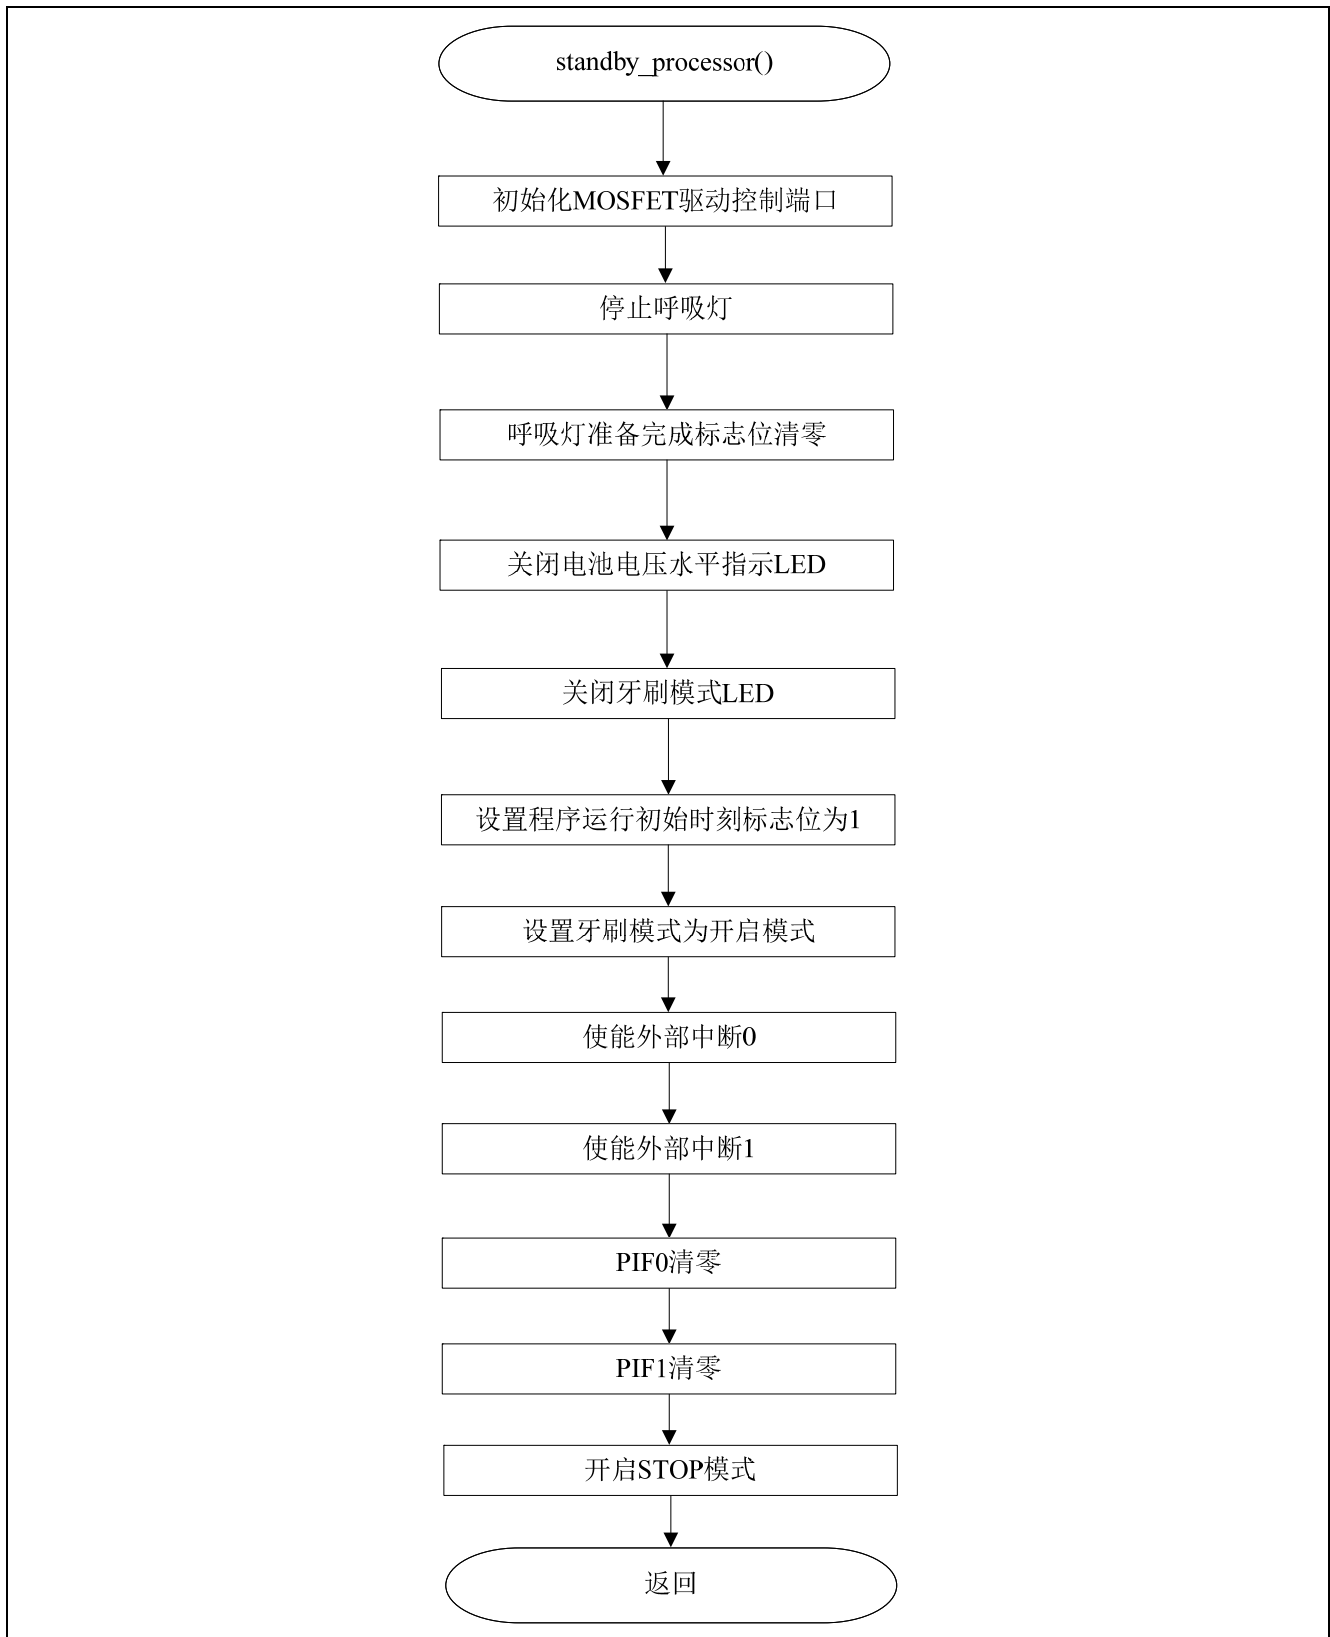 standby_processor()
初始化MOSFET驱动控制端口
停止呼吸灯
呼吸灯准备完成标志位清零
关闭电池电压水平指示LED
关闭牙刷模式LED
设置程序运行初始时刻标志位为1
设置牙刷模式为开启模式
使能外部中断0
使能外部中断1
PIF0清零
PIF1清零
开启STOP模式
返回